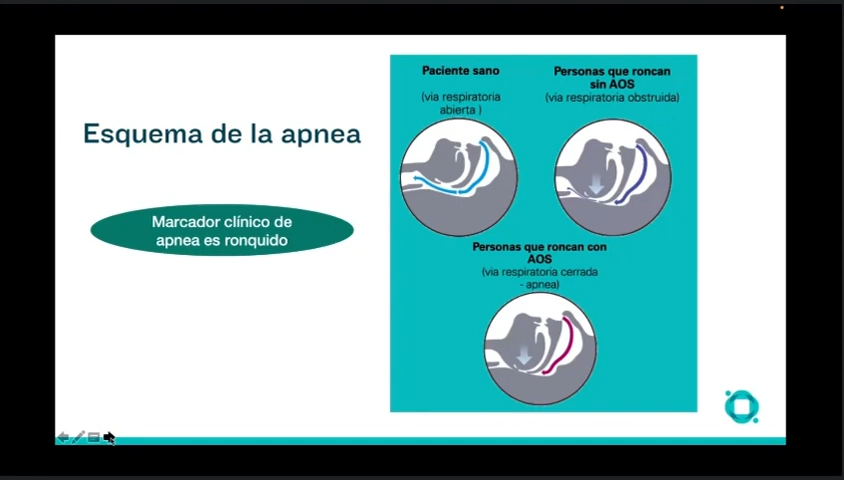 Esquema de la apnea
Marcador clínico de
apnea es ronquido
Paciente sano
(via respiratoria
abierta )
Personas que roncan
sin AOS
(via respiratoria obstruida)
Personas que roncan con
AOS
(via respiratoria cerrada
- apnea)